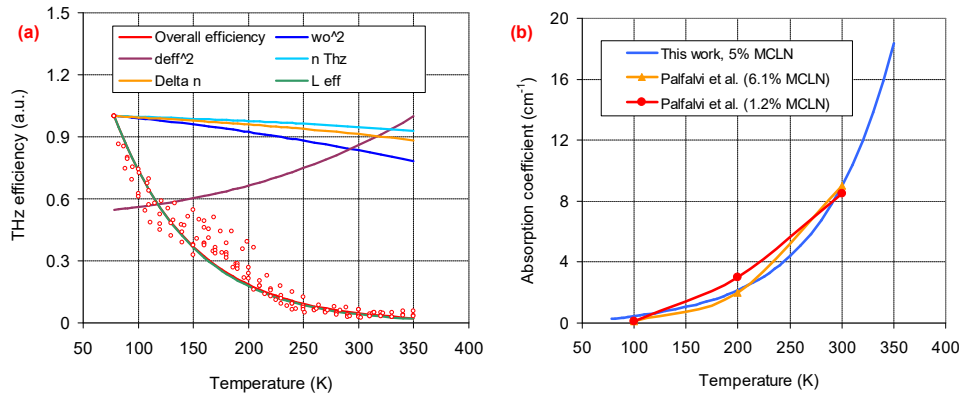 (a)
Overall efficiency
wo^2
deff^2
n Thz
Delta n
L eff
THz efficiency (a.u.)
1.5
1.2
0.9
0.6
0.3
0
50 100 150 200 250 300 350 400
Temperature (K)
(b)
This work, 5% MCLN
Palfalvi et al. (6.1% MCLN)
Palfalvi et al. (1.2% MCLN)
Absorption coefficient (cm-1)
20
16
12
8
4
0
50 100 150 200 250 300 350 400
Temperature (K)